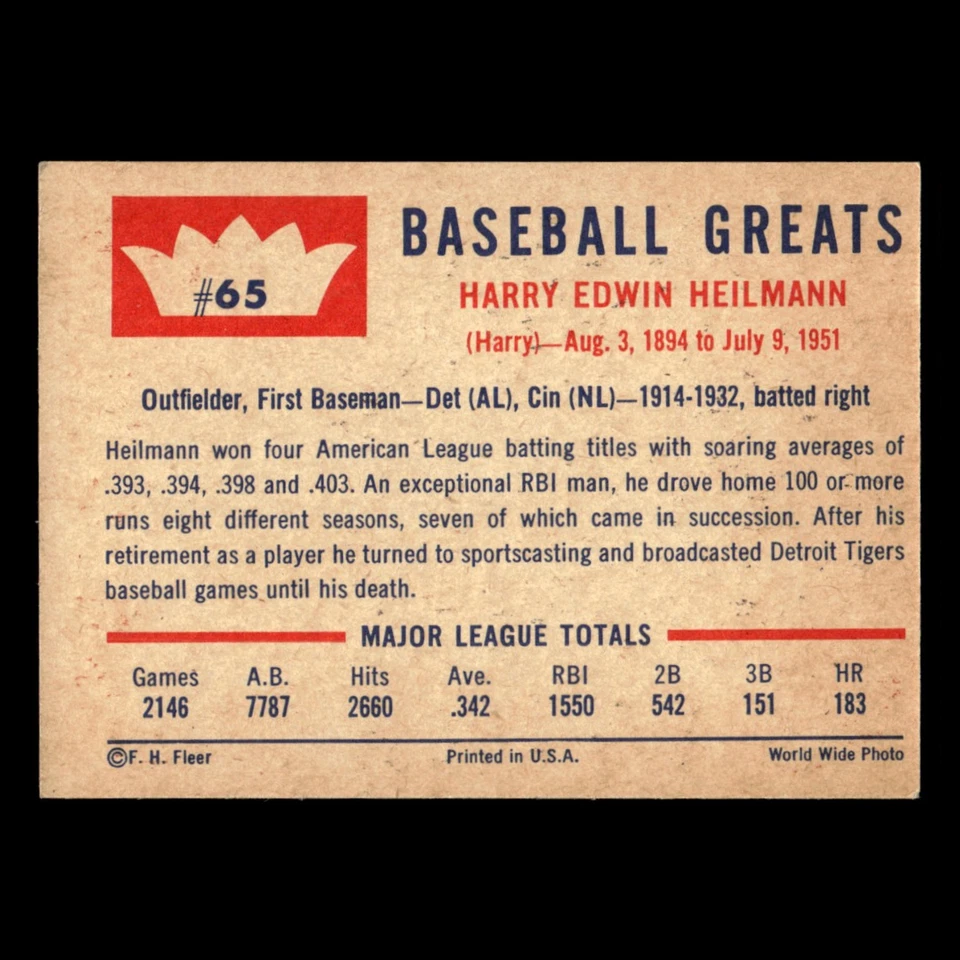 #65
BASEBALL GREATS
HARRY EDWIN HEILMANN
(Harry)—Aug. 3, 1894 to July 9, 1951
Outfielder, First Baseman—Det (AL), Cin (NL)—1914-1932, batted right
Heilmann won four American League batting titles with soaring averages of
.393, .394, .398 and .403. An exceptional RBI man, he drove home 100 or more
runs eight different seasons, seven of which came in succession. After his
retirement as a player he turned to sportscasting and broadcasted Detroit Tigers
baseball games until his death.
MAJOR LEAGUE TOTALS
Games A.B. Hits Ave. RBI 2B 3B HR
2146 7787 2660 .342 1550 542 151 183
©F. H. Fleer Printed in U.S.A. World Wide Photo